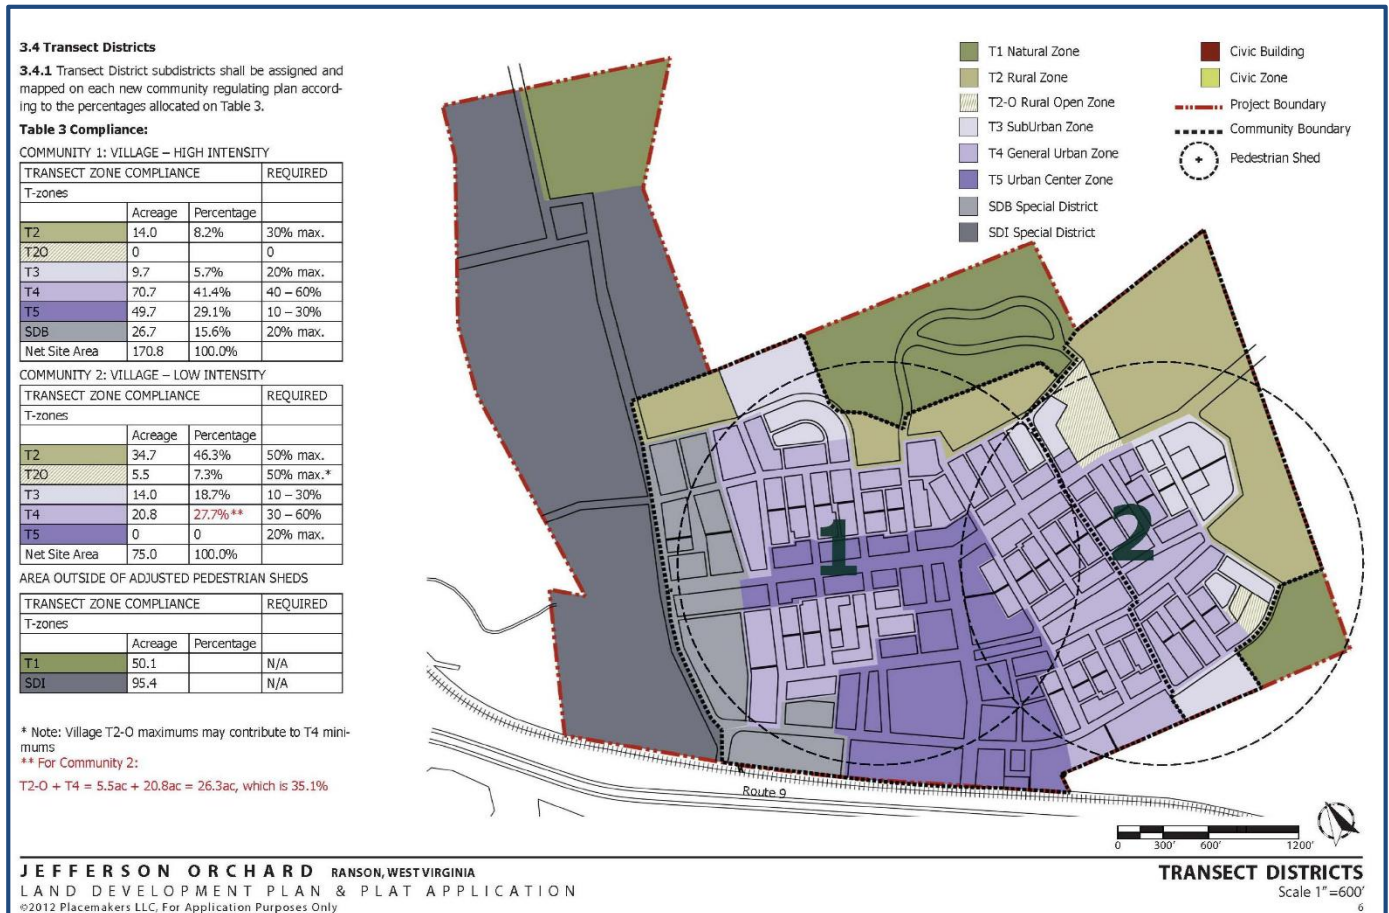 3.4 Transect Districts
3.4.1 Transect District subdistricts shall be assigned and
mapped on each new community regulating plan accord-
ing to the percentages allocated on Table 3.
Table 3 Compliance:
COMMUNITY 1: VILLAGE – HIGH INTENSITY
TRANSECT ZONE COMPLIANCE REQUIRED
T-zones
Acreage Percentage
T2 14.0 8.2% 30% max.
T2O 0 0
T3 9.7 5.7% 20% max.
T4 70.7 41.4% 40 – 60%
T5 49.7 29.1% 10 – 30%
SDB 26.7 15.6% 20% max.
Net Site Area 170.8 100.0%
COMMUNITY 2: VILLAGE – LOW INTENSITY
TRANSECT ZONE COMPLIANCE REQUIRED
T-zones
Acreage Percentage
T2 34.7 46.3% 50% max.
T2O 5.5 7.3% 50% max.*
T3 14.0 18.7% 10 – 30%
T4 20.8 27.7%** 30 – 60%
T5 0 0 20% max.
Net Site Area 75.0 100.0%
AREA OUTSIDE OF ADJUSTED PEDESTRIAN SHEDS
TRANSECT ZONE COMPLIANCE REQUIRED
T-zones
Acreage Percentage
T1 50.1 N/A
SDI 95.4 N/A
* Note: Village T2-O maximums may contribute to T4 mini-
mums
** For Community 2:
T2-O + T4 = 5.5ac + 20.8ac = 26.3ac, which is 35.1%
T1 Natural Zone
T2 Rural Zone
T2-O Rural Open Zone
T3 SubUrban Zone
T4 General Urban Zone
T5 Urban Center Zone
SDB Special District
SDI Special District
Civic Building
Civic Zone
Project Boundary
Community Boundary
Pedestrian Shed
1
2
Route 9
0 300' 600' 1200'
JEFFERSON ORCHARD RANSON, WEST VIRGINIA
LAND DEVELOPMENT PLAN & PLAT APPLICATION
©2012 Placemakers LLC, For Application Purposes Only
TRANSECT DISTRICTS
Scale 1"=600'
6